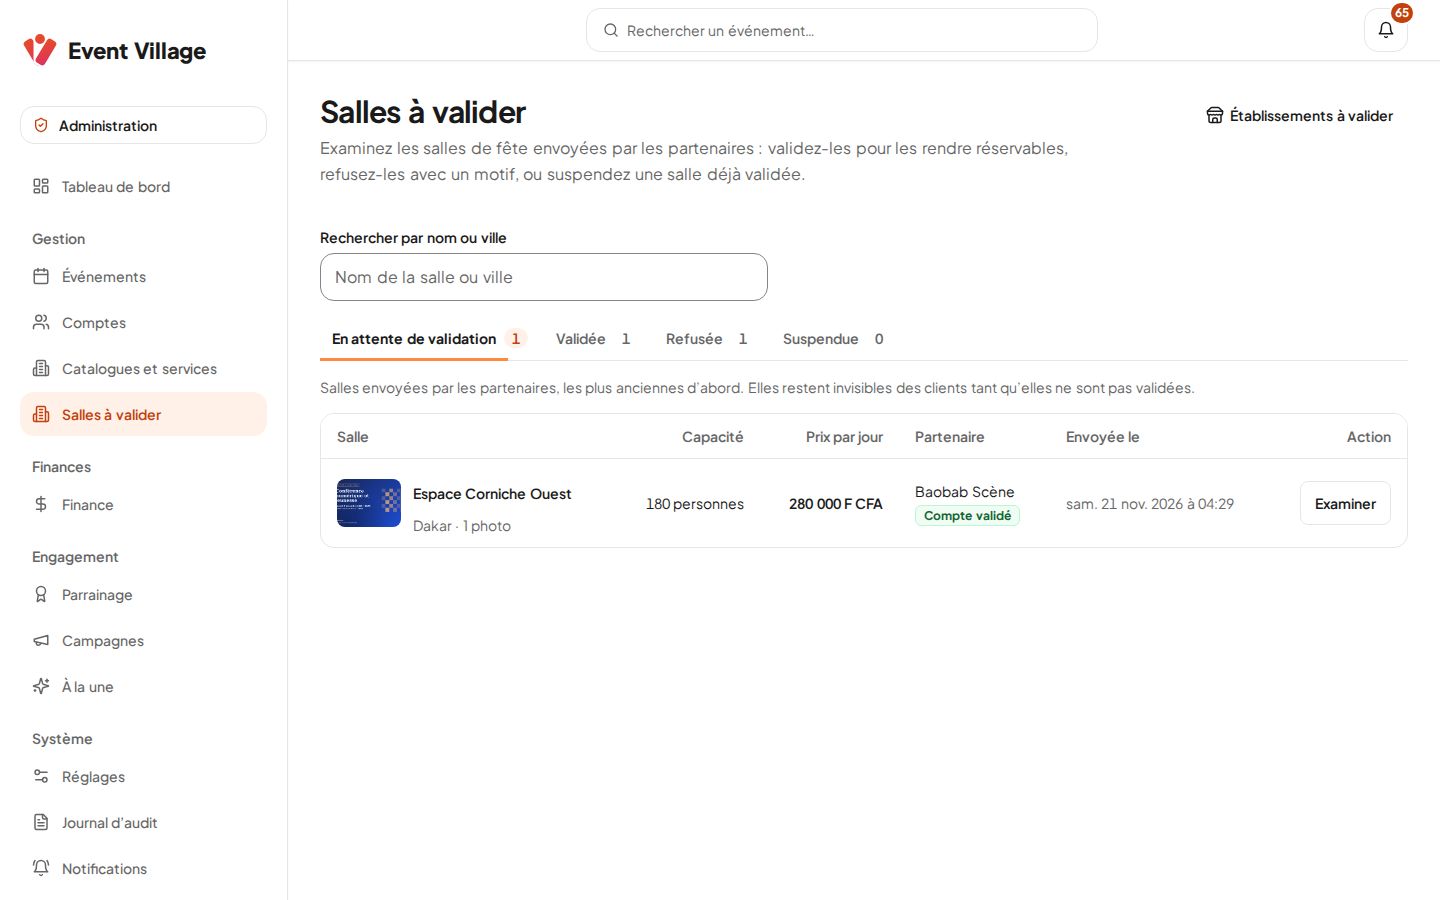 Event Village
Rechercher un événement...
65
Administration
Tableau de bord
Gestion
Événements
Comptes
Catalogues et services
Salles à valider
Finances
Finance
Engagement
Parrainage
Campagnes
À la une
Système
Réglages
Journal d'audit
Notifications
Salles à valider
Établissements à valider
Examinez les salles de fête envoyées par les partenaires : validez-les pour les rendre réservables,
refusez-les avec un motif, ou suspendez une salle déjà validée.
Rechercher par nom ou ville
Nom de la salle ou ville
En attente de validation 1 Validée 1 Refusée 1 Suspendue 0
Salles envoyées par les partenaires, les plus anciennes d'abord. Elles restent invisibles des clients tant qu'elles ne sont pas validées.
Salle Capacité Prix par jour Partenaire Envoyée le Action
Espace Corniche Ouest
Dakar · 1 photo
180 personnes
280 000 F CFA
Baobab Scène
Compte validé
sam. 21 nov. 2026 à 04:29
Examiner